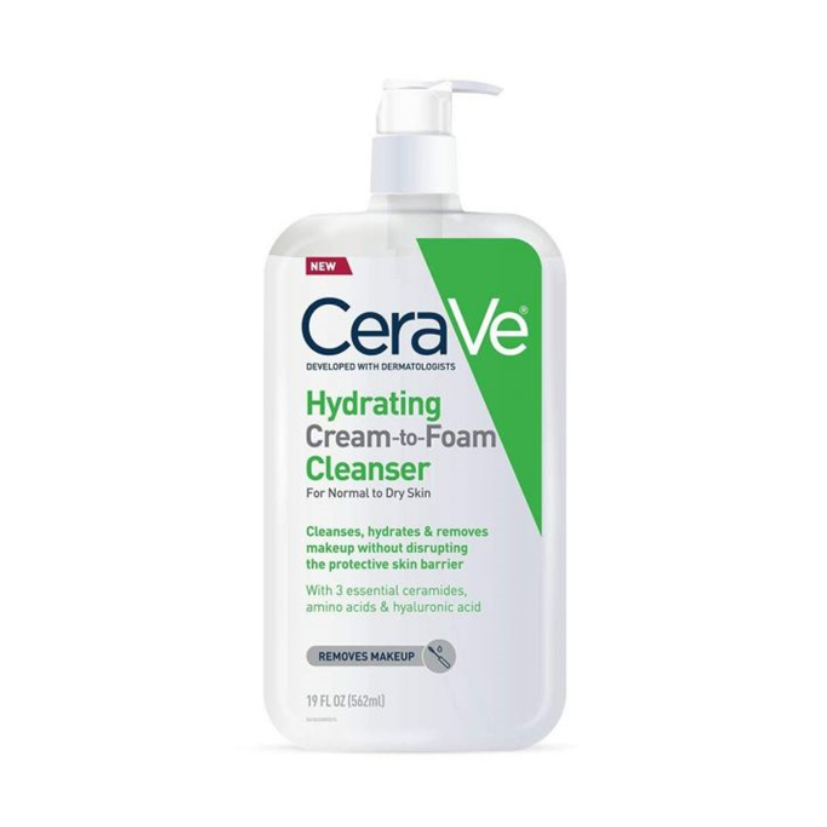 NEW
CeraVe®
DEVELOPED WITH DERMATOLOGISTS
Hydrating
Cream-to-Foam
Cleanser
For Normal to Dry Skin
Cleanses, hydrates & removes
makeup without disrupting
the protective skin barrier
With 3 essential ceramides,
amino acids & hyaluronic acid
REMOVES MAKEUP
19 FL OZ (562ml)